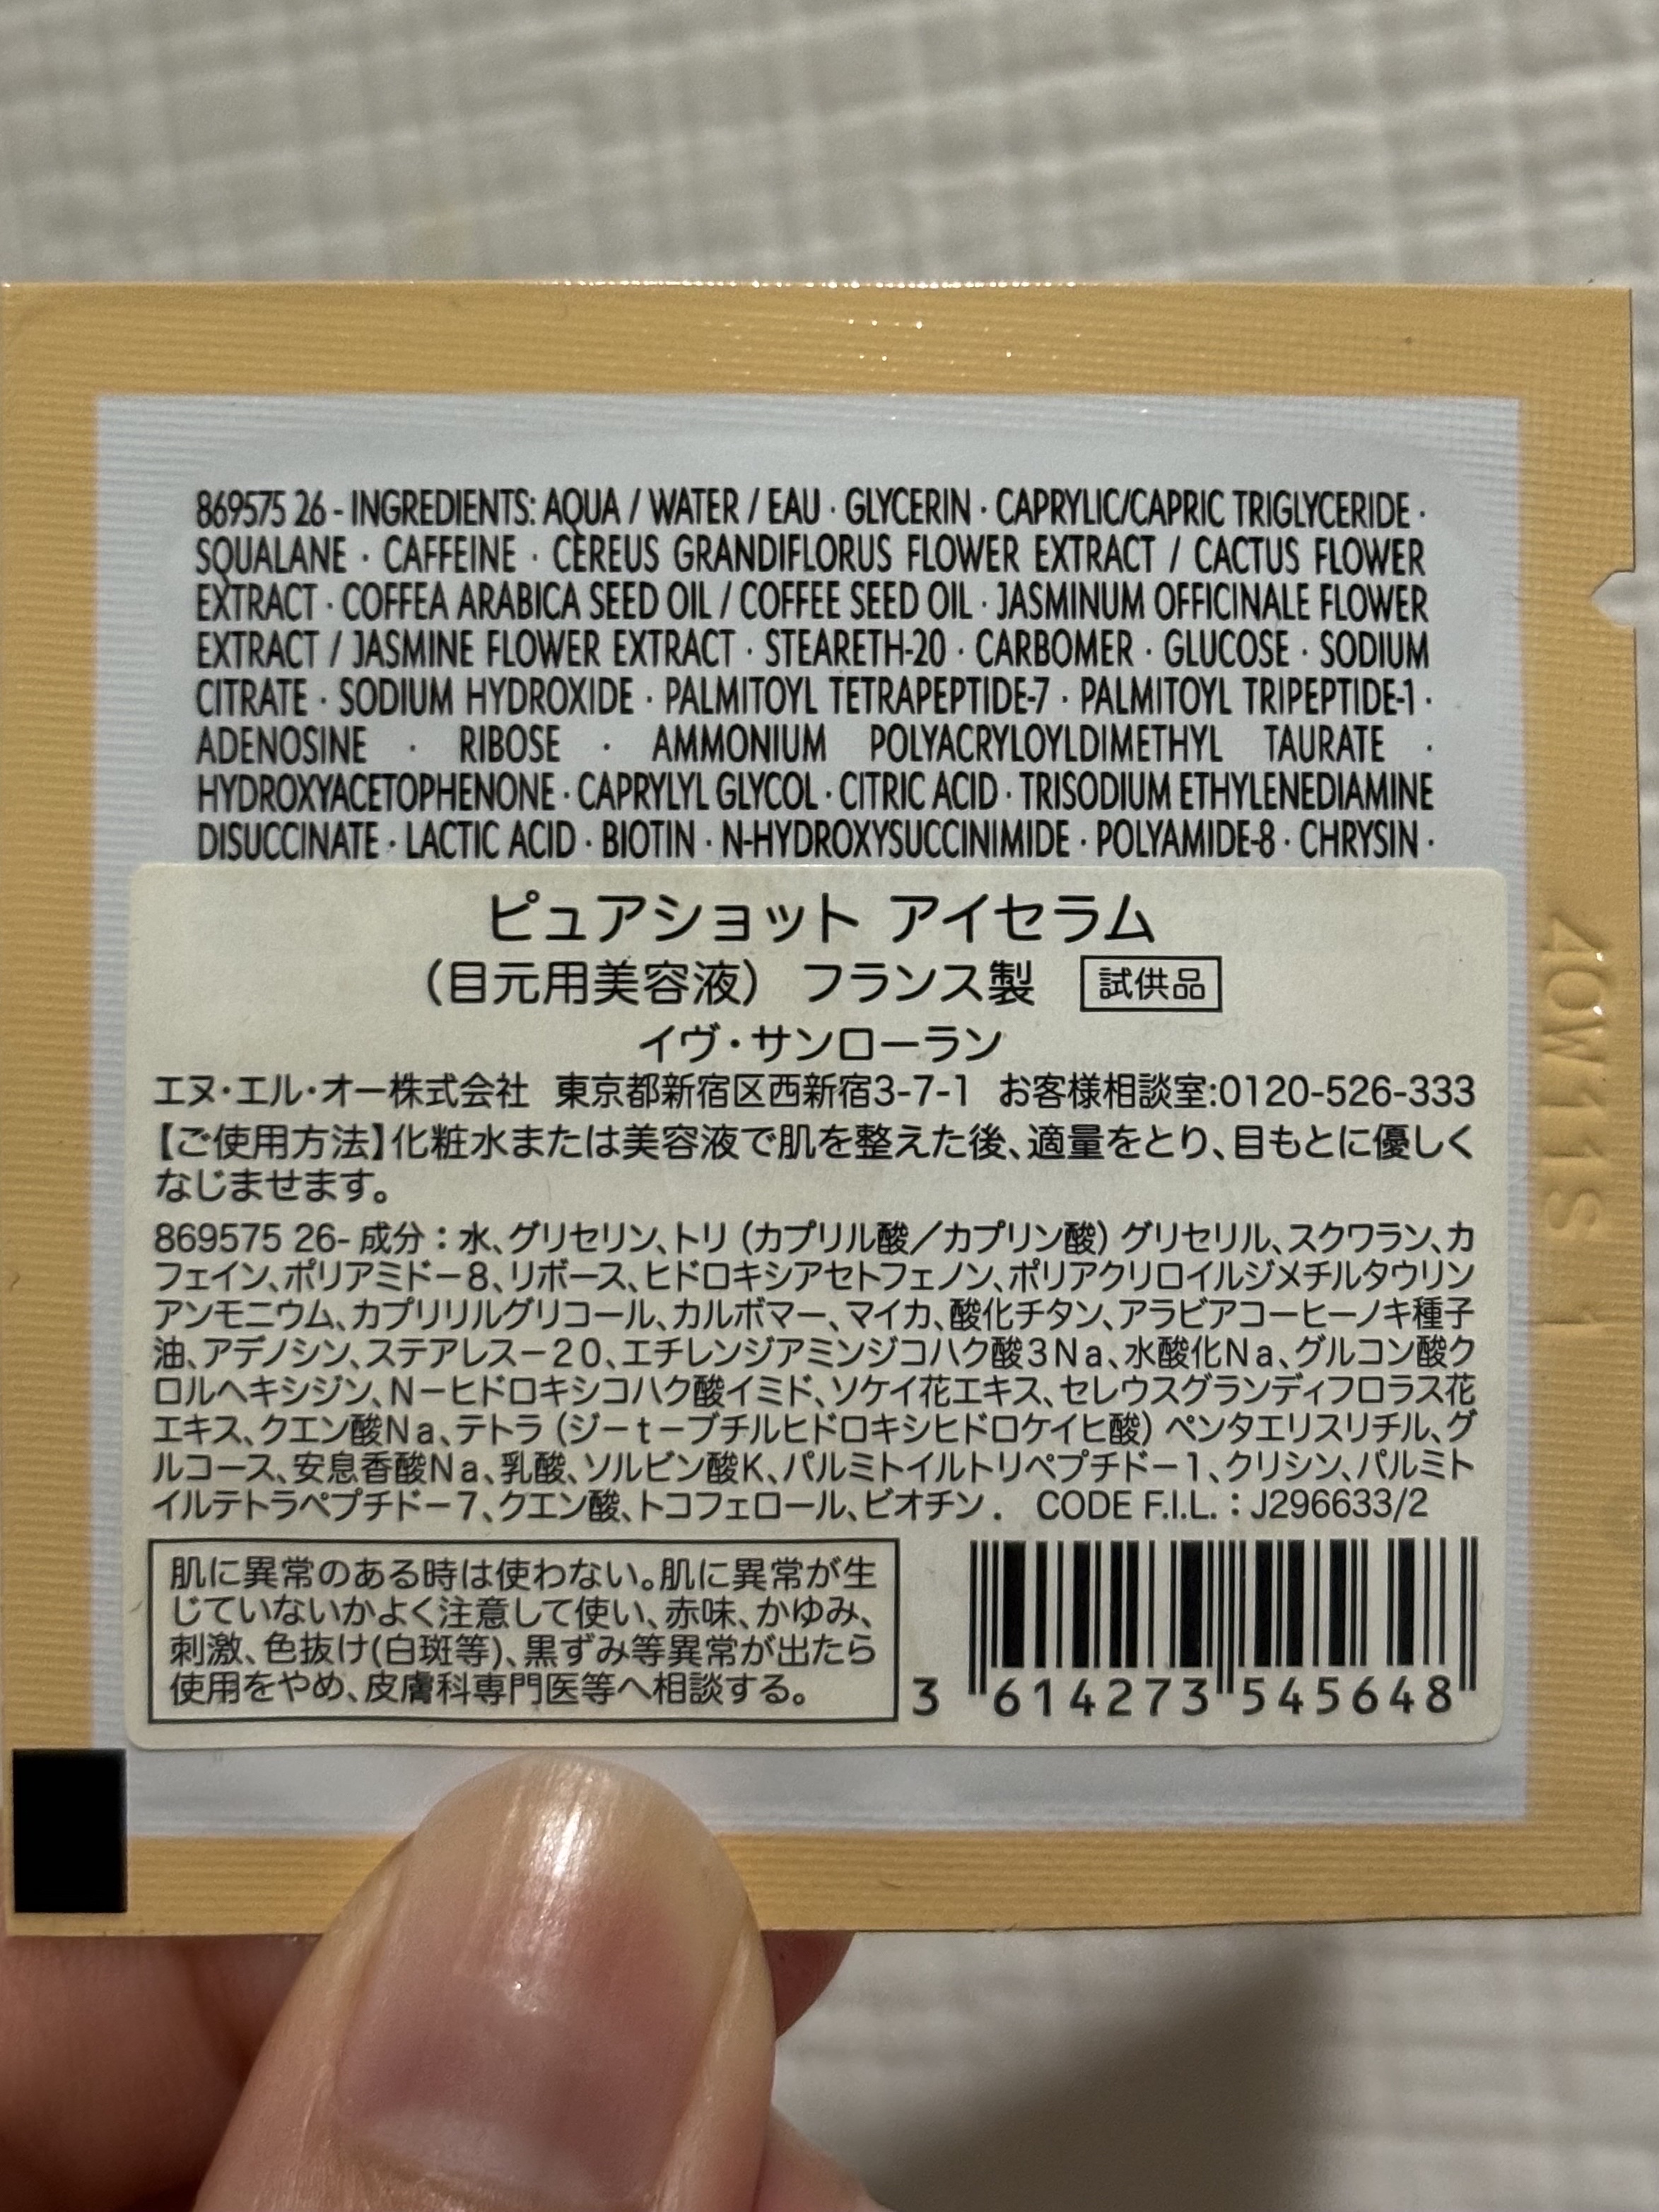 869575 26 - INGREDIENTS: AQUA / WATER / EAU · GLYCERIN · CAPRYLIC/CAPRIC TRIGLYCERIDE ·
SQUALANE · CAFFEINE · CEREUS GRANDIFLORUS FLOWER EXTRACT / CACTUS FLOWER
EXTRACT · COFFEA ARABICA SEED OIL / COFFEE SEED OIL · JASMINUM OFFICINALE FLOWER
EXTRACT / JASMINE FLOWER EXTRACT · STEARETH-20 · CARBOMER · GLUCOSE · SODIUM
CITRATE · SODIUM HYDROXIDE · PALMITOYL TETRAPEPTIDE-7 · PALMITOYL TRIPEPTIDE-1 ·
ADENOSINE · RIBOSE · AMMONIUM POLYACRYLOYLDIMETHYL TAURATE ·
HYDROXYACETOPHENONE · CAPRYLYL GLYCOL · CITRIC ACID · TRISODIUM ETHYLENEDIAMINE
DISUCCINATE · LACTIC ACID · BIOTIN · N-HYDROXYSUCCINIMIDE · POLYAMIDE-8 · CHRYSIN ·
ピュアショット アイセラム
（目元用美容液） フランス製 試供品
イヴ・サンローラン
エヌ・エル・オー株式会社 東京都新宿区西新宿3-7-1 お客様相談室:0120-526-333
【ご使用方法】化粧水または美容液で肌を整えた後、適量をとり、目もとに優しく
なじませます。
869575 26- 成分：水、グリセリン、トリ（カプリル酸／カプリン酸）グリセリル、スクワラン、カ
フェイン、ポリアミドー8、リボース、ヒドロキシアセトフェノン、ポリアクリロイルジメチルタウリン
アンモニウム、カプリリルグリコール、カルボマー、マイカ、酸化チタン、アラビアコーヒーノキ種子
油、アデノシン、ステアレスー20、エチレンジアミンジコハク酸3Na、水酸化Na、グルコン酸ク
ロルヘキシジン、Nーヒドロキシコハク酸イミド、ソケイ花エキス、セレウスグランディフロラス花
エキス、クエン酸Na、テトラ（ジーtーブチルヒドロキシヒドロケイヒ酸）ペンタエリスリチル、グ
ルコース、安息香酸Na、乳酸、ソルビン酸K、パルミトイルトリペプチドー1、クリシン、パルミト
イルテトラペプチドー7、クエン酸、トコフェロール、ビオチン． CODE F.I.L.：J296633/2
肌に異常のある時は使わない。肌に異常が生
じていないかよく注意して使い、赤味、かゆみ、
刺激、色抜け(白斑等)、黒ずみ等異常が出たら
使用をやめ、皮膚科専門医等へ相談する。
3 614273 545648
40W11S 1